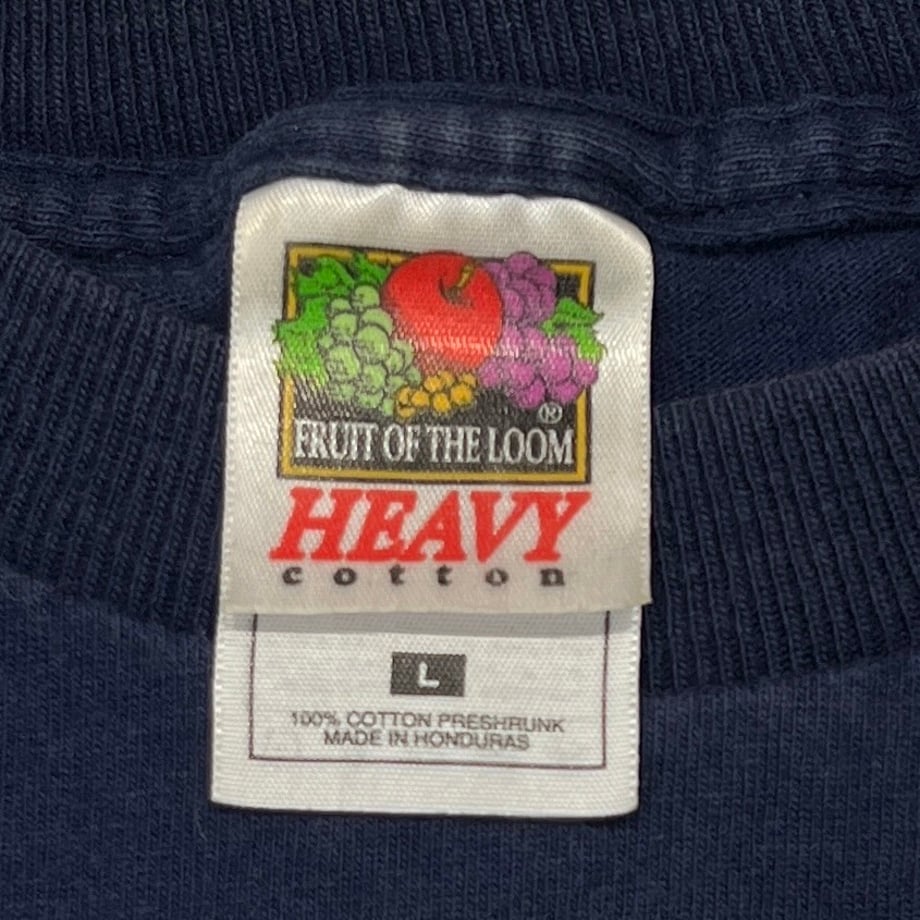 ®
FRUIT OF THE LOOM
HEAVY
cotton
L
100% COTTON PRESHRUNK
MADE IN HONDURAS